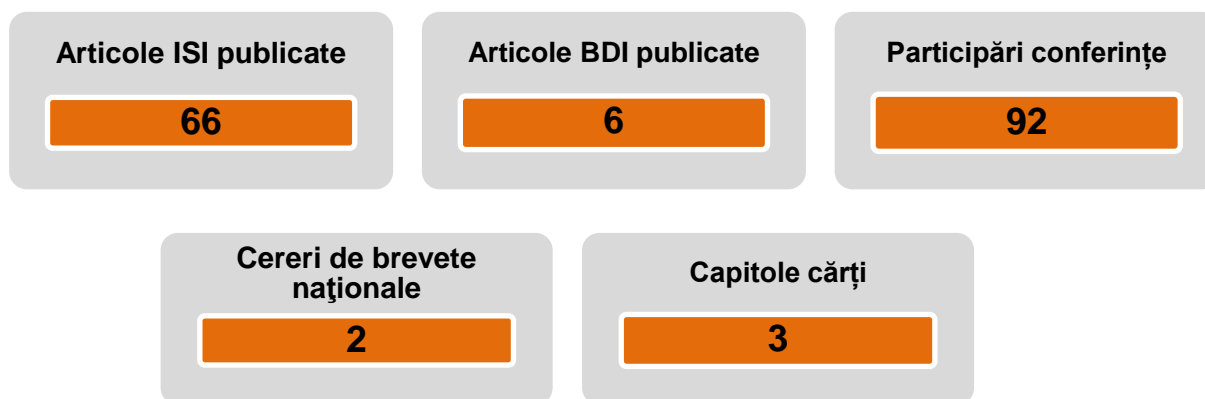 Articole ISI publicate
66
Articole BDI publicate
6
Participări conferințe
92
Cereri de brevete
naţionale
2
Capitole cărți
3